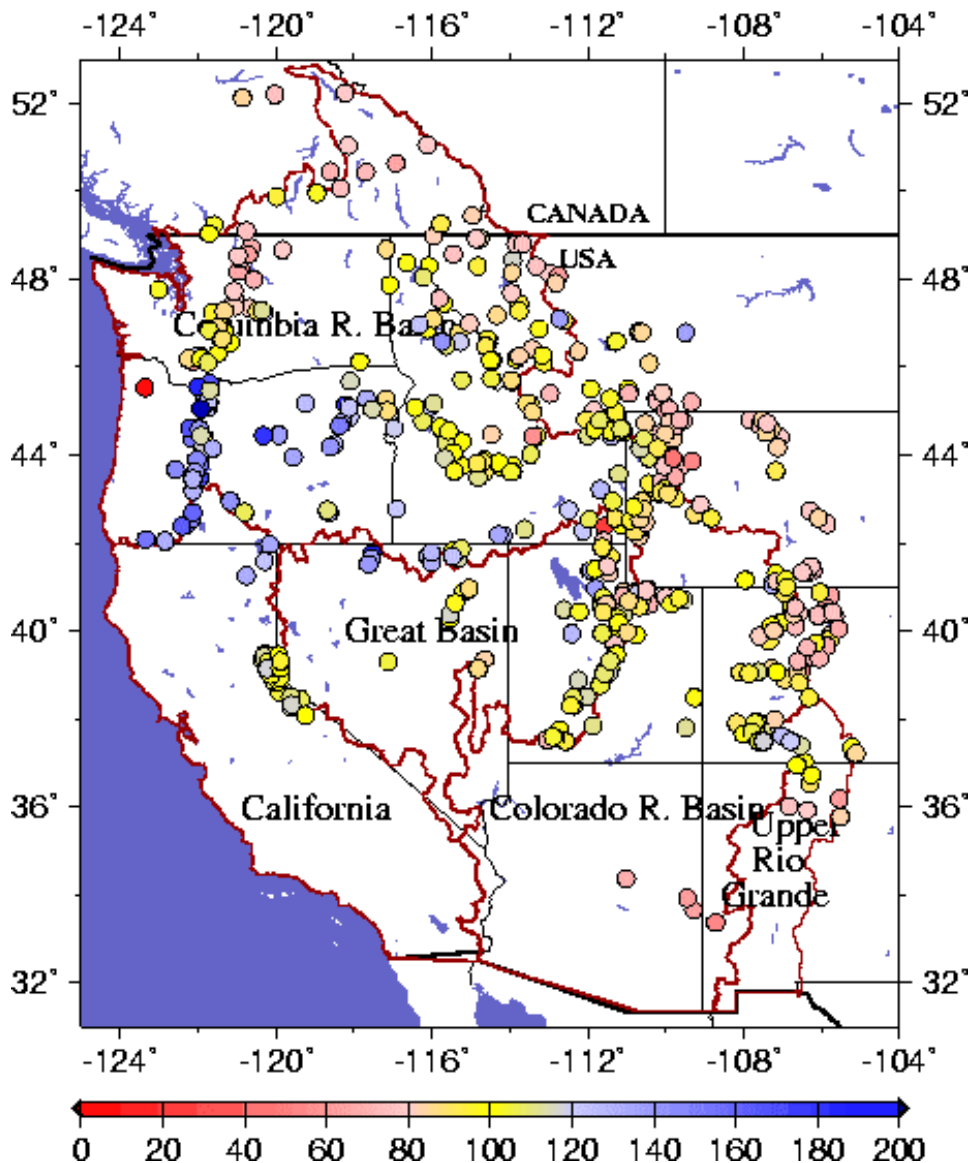 -124˚ -120˚ -116˚ -112˚ -108˚ -104˚
52˚ 52˚
CANADA
USA
48˚ 48˚
Columbia R. Basin
44˚ 44˚
40˚ Great Basin 40˚
36˚ California Colorado R. Basin 36˚
Upper
Rio
Grande
32˚ 32˚
-124˚ -120˚ -116˚ -112˚ -108˚ -104˚
0 20 40 60 80 100 120 140 160 180 200